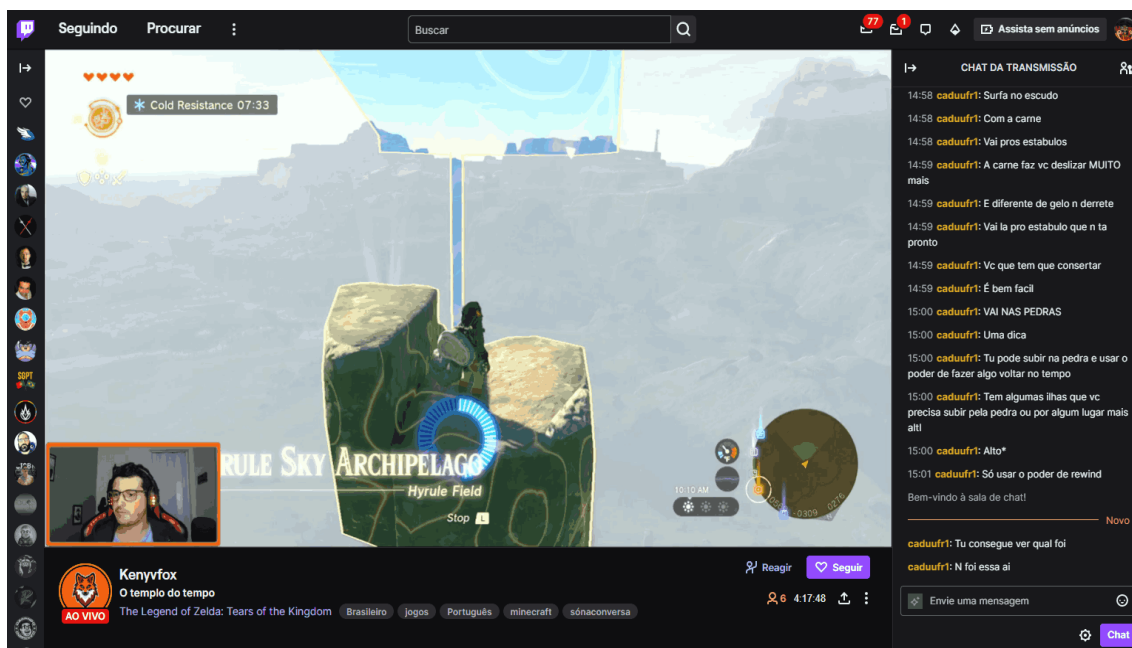 Seguindo
Procurar
Buscar
77
1
Assista sem anúncios
Cold Resistance 07:33
RULE SKY ARCHIPELAGO
Hyrule Field
Stop L
10:10 AM
-0309 0276
CHAT DA TRANSMISSÃO
14:58 caduufr1: Surfa no escudo
14:58 caduufr1: Com a carne
14:58 caduufr1: Vai pros estabulos
14:59 caduufr1: A carne faz vc deslizar MUITO
mais
14:59 caduufr1: E diferente de gelo n derrete
14:59 caduufr1: Vai la pro estabulo que n ta
pronto
14:59 caduufr1: Vc que tem que consertar
14:59 caduufr1: É bem facil
15:00 caduufr1: VAI NAS PEDRAS
15:00 caduufr1: Uma dica
15:00 caduufr1: Tu pode subir na pedra e usar o
poder de fazer algo voltar no tempo
15:00 caduufr1: Tem algumas ilhas que vc
precisa subir pela pedra ou por algum lugar mais
altl
15:00 caduufr1: Alto*
15:01 caduufr1: Só usar o poder de rewind
Bem-vindo à sala de chat!
Novo
caduufr1: Tu consegue ver qual foi
caduufr1: N foi essa ai
Envie uma mensagem
Chat
SGPT
AO VIVO
Kenyvfox
O templo do tempo
The Legend of Zelda: Tears of the Kingdom Brasileiro jogos Português minecraft sónaconversa
Reagir
Seguir
6 4:17:48